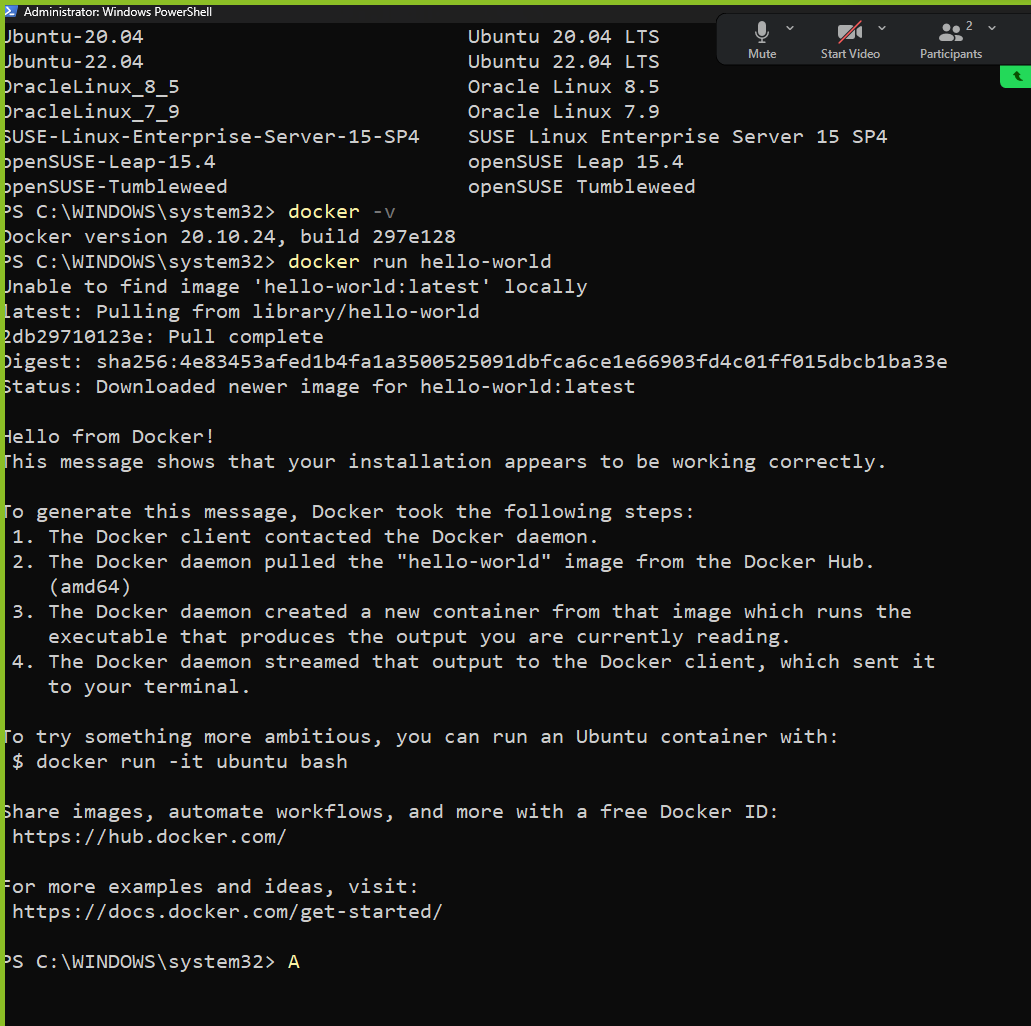 Administrator: Windows PowerShell
Mute
Start Video
2
Participants
Ubuntu-20.04 Ubuntu 20.04 LTS
Ubuntu-22.04 Ubuntu 22.04 LTS
OracleLinux_8_5 Oracle Linux 8.5
OracleLinux_7_9 Oracle Linux 7.9
SUSE-Linux-Enterprise-Server-15-SP4 SUSE Linux Enterprise Server 15 SP4
openSUSE-Leap-15.4 openSUSE Leap 15.4
openSUSE-Tumbleweed openSUSE Tumbleweed
PS C:\WINDOWS\system32> docker -v
Docker version 20.10.24, build 297e128
PS C:\WINDOWS\system32> docker run hello-world
Unable to find image 'hello-world:latest' locally
latest: Pulling from library/hello-world
2db29710123e: Pull complete
Digest: sha256:4e83453afed1b4fa1a3500525091dbfca6ce1e66903fd4c01ff015dbcb1ba33e
Status: Downloaded newer image for hello-world:latest
Hello from Docker!
This message shows that your installation appears to be working correctly.
To generate this message, Docker took the following steps:
1. The Docker client contacted the Docker daemon.
2. The Docker daemon pulled the "hello-world" image from the Docker Hub.
(amd64)
3. The Docker daemon created a new container from that image which runs the
executable that produces the output you are currently reading.
4. The Docker daemon streamed that output to the Docker client, which sent it
to your terminal.
To try something more ambitious, you can run an Ubuntu container with:
$ docker run -it ubuntu bash
Share images, automate workflows, and more with a free Docker ID:
https://hub.docker.com/
For more examples and ideas, visit:
https://docs.docker.com/get-started/
PS C:\WINDOWS\system32> A